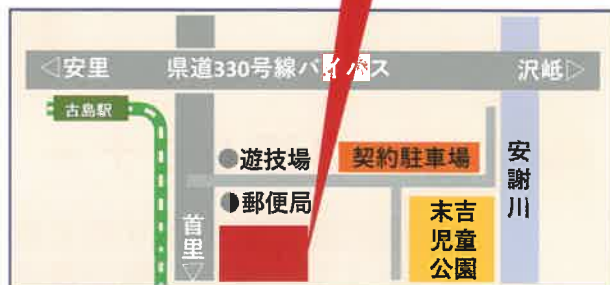 ◁安里
県道330号線バイパス
沢岻▷
古島駅
●遊技場
契約駐車場
安謝川
◑郵便局
首里▽
末吉
児童
公園